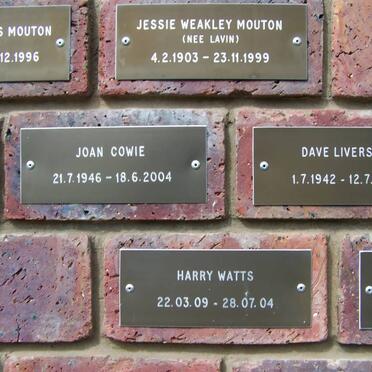 S MOUTON
.12.1996
JESSIE WEAKLEY MOUTON
(NEE LAVIN)
4.2.1903 – 23.11.1999
JOAN COWIE
21.7.1946 – 18.6.2004
DAVE LIVERS
1.7.1942 – 12.7.
HARRY WATTS
22.03.09 – 28.07.04